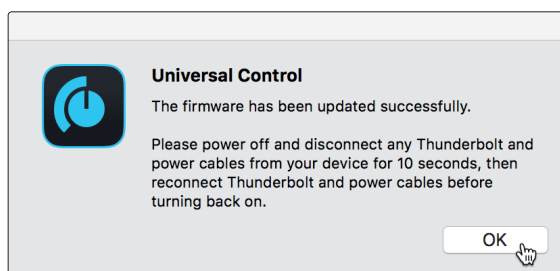 Universal Control
The firmware has been updated successfully.
Please power off and disconnect any Thunderbolt and
power cables from your device for 10 seconds, then
reconnect Thunderbolt and power cables before
turning back on.
OK